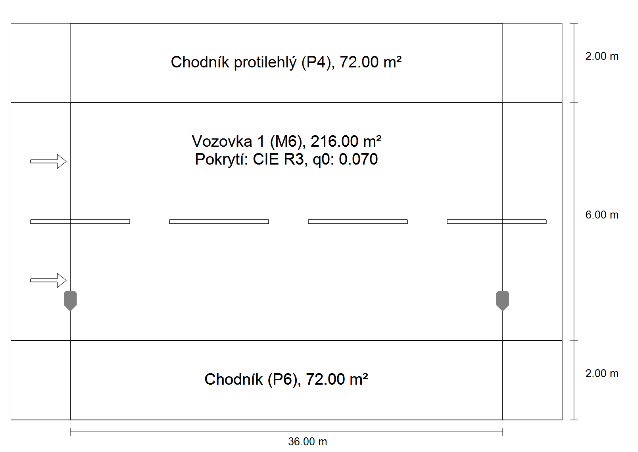 Chodník protilehlý (P4), 72.00 m²
2.00 m
Vozovka 1 (M6), 216.00 m²
Pokrytí: CIE R3, q0: 0.070
6.00 m
Chodník (P6), 72.00 m²
2.00 m
36.00 m